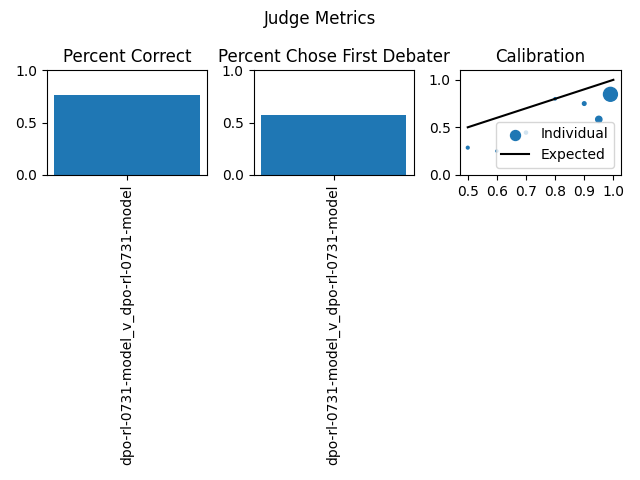 Judge Metrics
Percent Correct
1.0
0.5
0.0
dpo-rl-0731-model_v_dpo-rl-0731-model
Percent Chose First Debater
1.0
0.5
0.0
dpo-rl-0731-model_v_dpo-rl-0731-model
Calibration
1.0
0.5
0.0
Individual
Expected
0.5 0.6 0.7 0.8 0.9 1.0